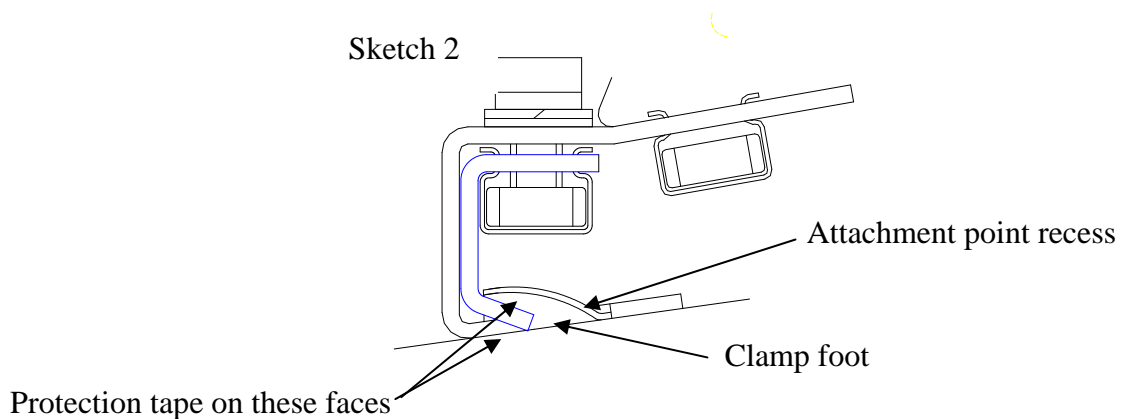 Sketch 2
Attachment point recess
Clamp foot
Protection tape on these faces